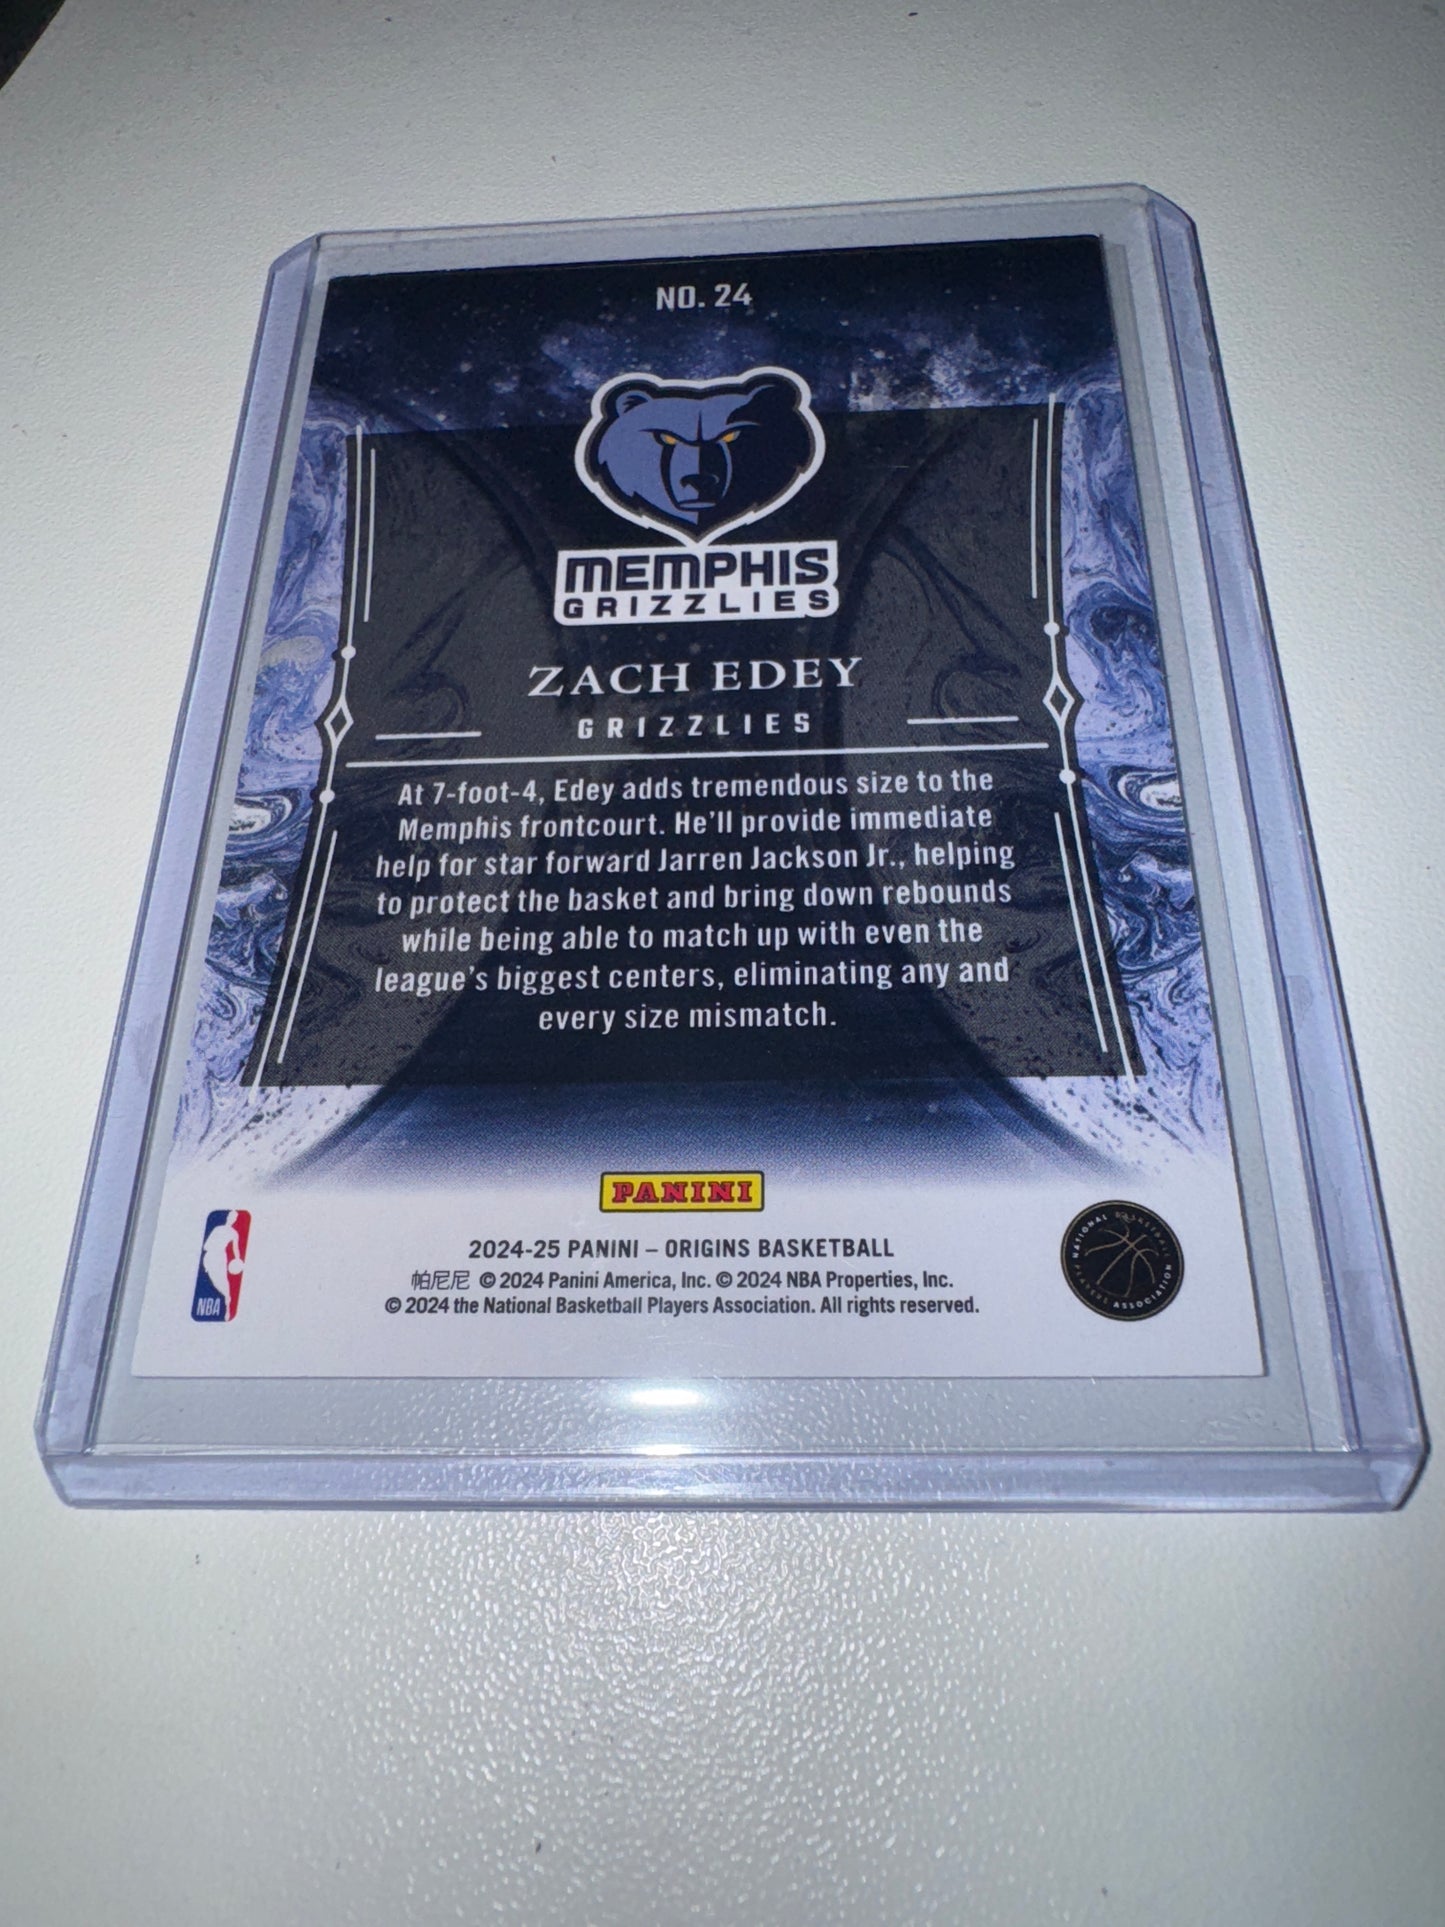 NO. 24
MEMPHIS
GRIZZLIES
ZACH EDEY
GRIZZLIES
At 7-foot-4, Edey adds tremendous size to the
Memphis frontcourt. He'll provide immediate
help for star forward Jarren Jackson Jr., helping
to protect the basket and bring down rebounds
while being able to match up with even the
league's biggest centers, eliminating any and
every size mismatch.
PANINI
2024-25 PANINI – ORIGINS BASKETBALL
帕尼尼 © 2024 Panini America, Inc. © 2024 NBA Properties, Inc.
© 2024 the National Basketball Players Association. All rights reserved.
NBA
NATIONAL BASKETBALL PLAYERS ASSOCIATION